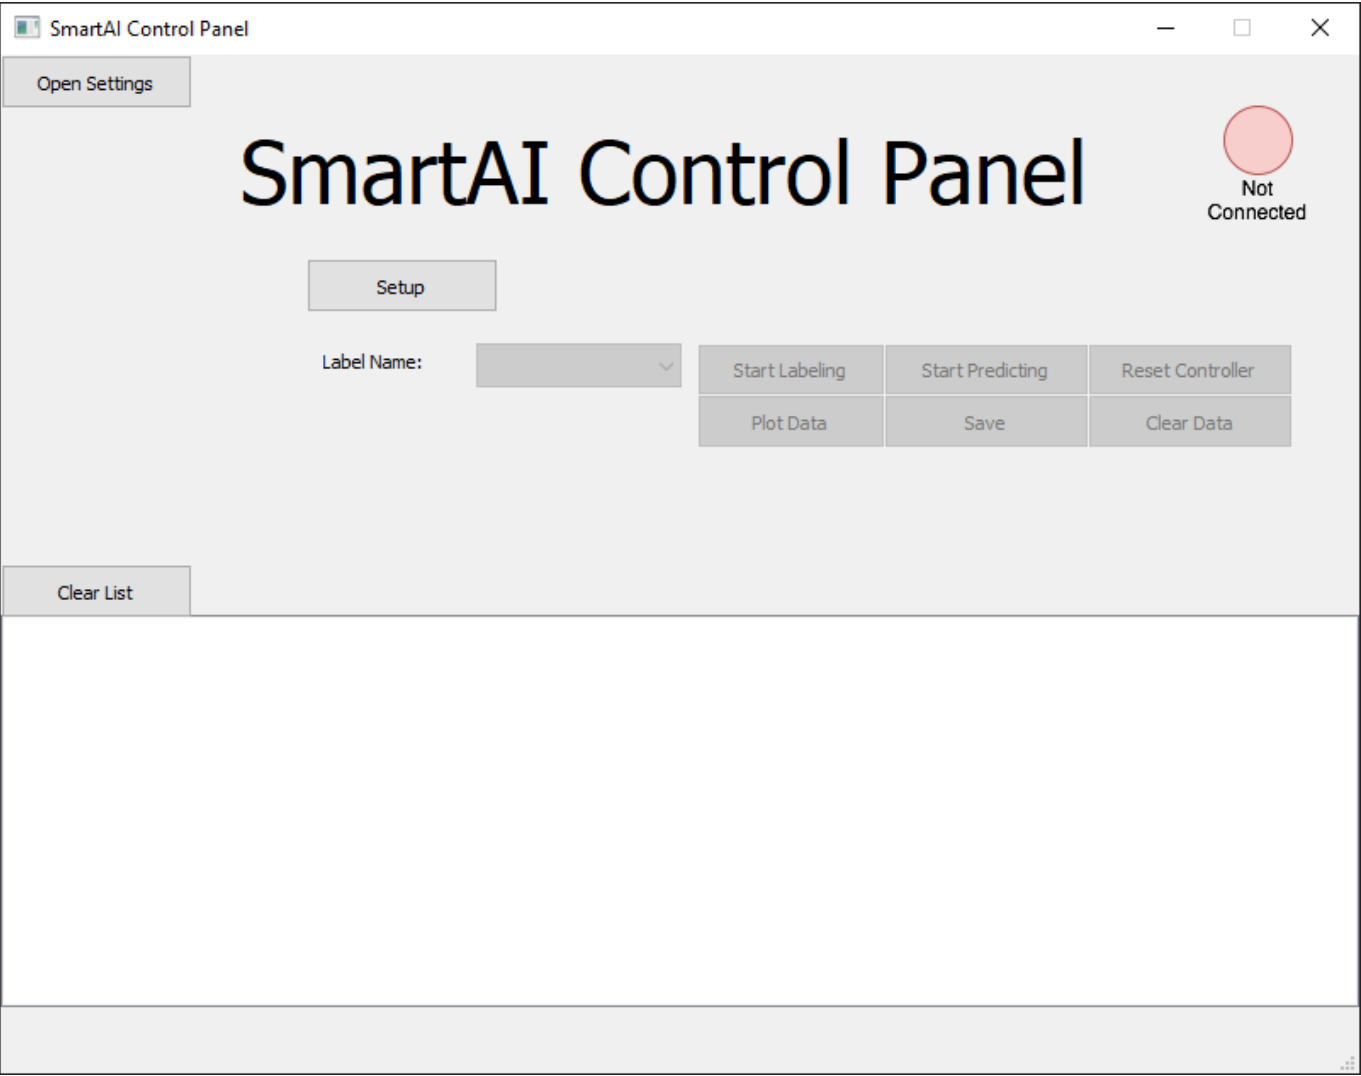 SmartAI Control Panel
Open Settings
SmartAI Control Panel
Not
Connected
Setup
Label Name:
Start Labeling Start Predicting Reset Controller
Plot Data Save Clear Data
Clear List